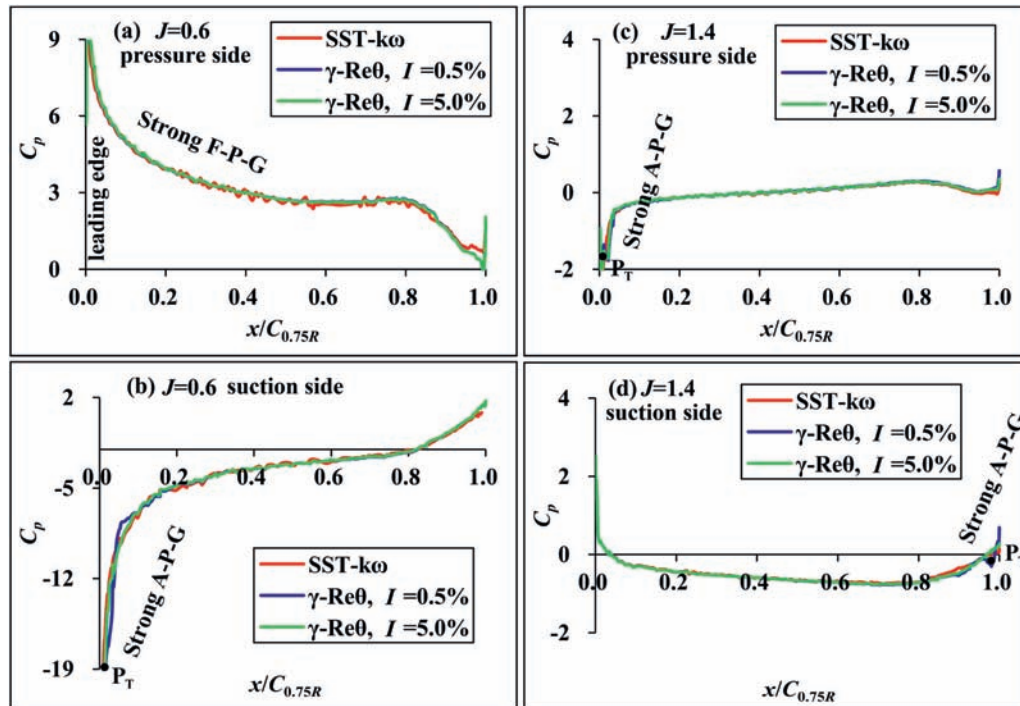 (a) J=0.6
pressure side
SST-kω
γ-Reθ, I =0.5%
γ-Reθ, I =5.0%
Strong F-P-G
leading edge
Cp
9
6
3
0
0.0 0.2 0.4 0.6 0.8 1.0
x/C0.75R
(c) J=1.4
pressure side
SST-kω
γ-Reθ, I =0.5%
γ-Reθ, I =5.0%
Strong A-P-G
PT
Cp
4
2
0
-2
0.0 0.2 0.4 0.6 0.8 1.0
x/C0.75R
(b) J=0.6 suction side
2
0.0 0.2 0.4 0.6 0.8 1.0
-5
Cp
-12
-19
Strong A-P-G
PT
SST-kω
γ-Reθ, I =0.5%
γ-Reθ, I =5.0%
x/C0.75R
(d) J=1.4
suction side
SST-kω
γ-Reθ, I =0.5%
γ-Reθ, I =5.0%
Strong A-P-G
Cp
4
2
0
-2
0.0 0.2 0.4 0.6 0.8 1.0
x/C0.75R